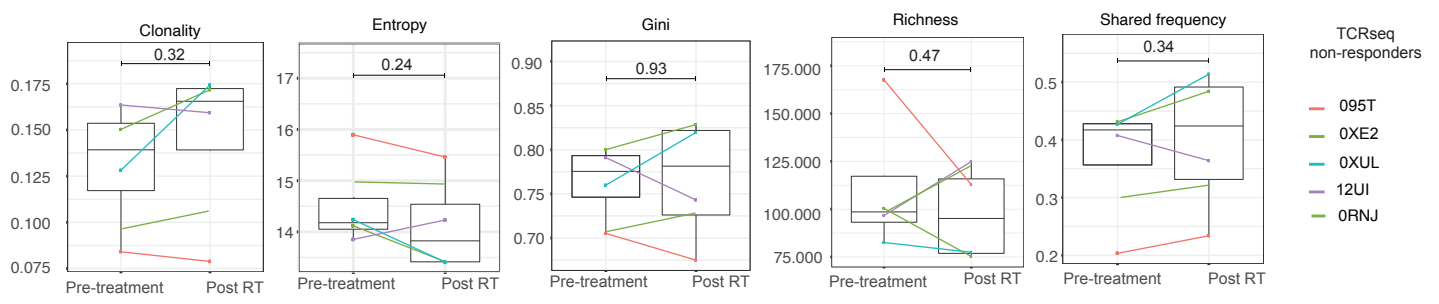 Clonality
0.32
0.175
0.150
0.125
0.100
0.075
Pre-treatment Post RT
Entropy
0.24
17
16
15
14
Pre-treatment Post RT
Gini
0.93
0.90
0.85
0.80
0.75
0.70
Pre-treatment Post RT
Richness
0.47
175.000
150.000
125.000
100.000
75.000
Pre-treatment Post RT
Shared frequency
0.34
0.5
0.4
0.3
0.2
Pre-treatment Post RT
TCRseq
non-responders
095T
0XE2
0XUL
12UI
0RNJ